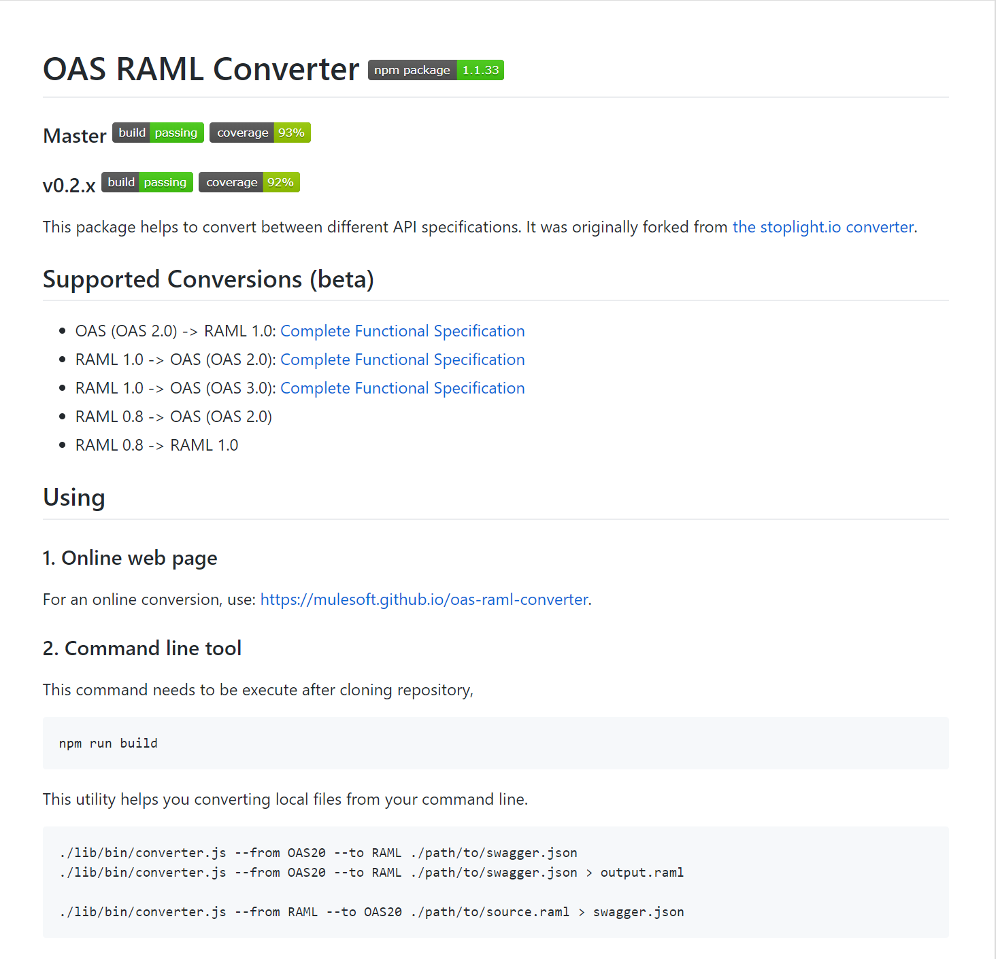 OAS RAML Converter npm package 1.1.33
Master build passing coverage 93%
v0.2.x build passing coverage 92%
This package helps to convert between different API specifications. It was originally forked from the stoplight.io converter.
Supported Conversions (beta)
• OAS (OAS 2.0) -> RAML 1.0: Complete Functional Specification
• RAML 1.0 -> OAS (OAS 2.0): Complete Functional Specification
• RAML 1.0 -> OAS (OAS 3.0): Complete Functional Specification
• RAML 0.8 -> OAS (OAS 2.0)
• RAML 0.8 -> RAML 1.0
Using
1. Online web page
For an online conversion, use: https://mulesoft.github.io/oas-raml-converter.
2. Command line tool
This command needs to be execute after cloning repository,
npm run build
This utility helps you converting local files from your command line.
./lib/bin/converter.js --from OAS20 --to RAML ./path/to/swagger.json
./lib/bin/converter.js --from OAS20 --to RAML ./path/to/swagger.json > output.raml
./lib/bin/converter.js --from RAML --to OAS20 ./path/to/source.raml > swagger.json